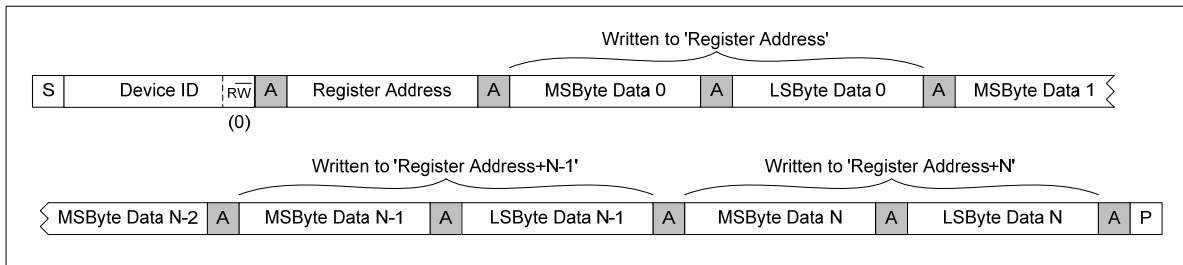 Written to 'Register Address'
S Device ID RW A Register Address A MSByte Data 0 A LSByte Data 0 A MSByte Data 1
(0)
Written to 'Register Address+N-1' Written to 'Register Address+N'
MSByte Data N-2 A MSByte Data N-1 A LSByte Data N-1 A MSByte Data N A LSByte Data N A P